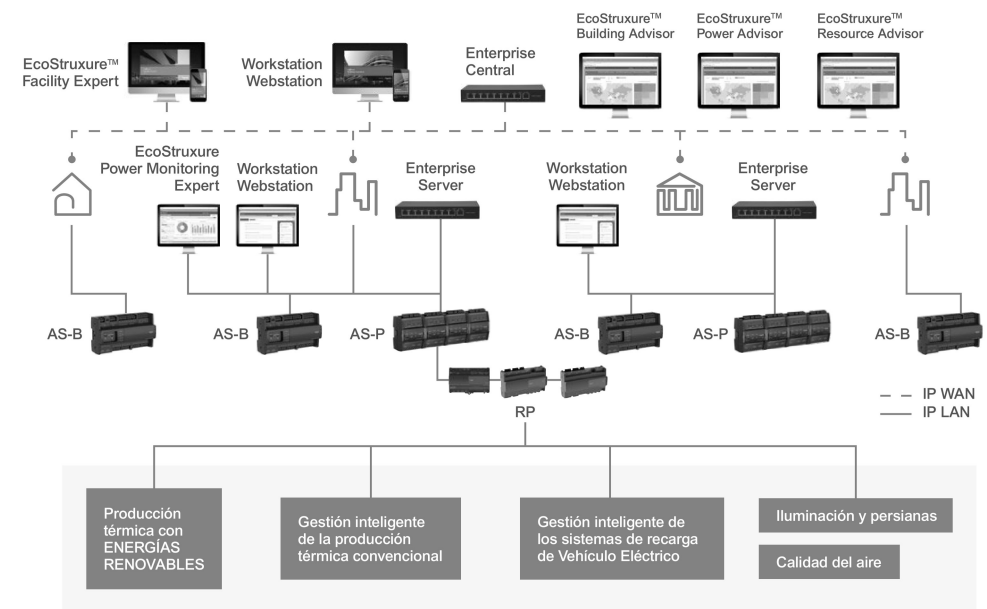 EcoStruxure™
Facility Expert
Workstation
Webstation
Enterprise
Central
EcoStruxure™
Building Advisor
EcoStruxure™
Power Advisor
EcoStruxure™
Resource Advisor
EcoStruxure
Power Monitoring
Expert
Workstation
Webstation
Enterprise
Server
Workstation
Webstation
Enterprise
Server
AS-B
AS-B
AS-P
AS-B
AS-P
AS-B
RP
IP WAN
IP LAN
Producción
térmica con
ENERGÍAS
RENOVABLES
Gestión inteligente
de la producción
térmica convencional
Gestión inteligente de
los sistemas de recarga
de Vehículo Eléctrico
Iluminación y persianas
Calidad del aire